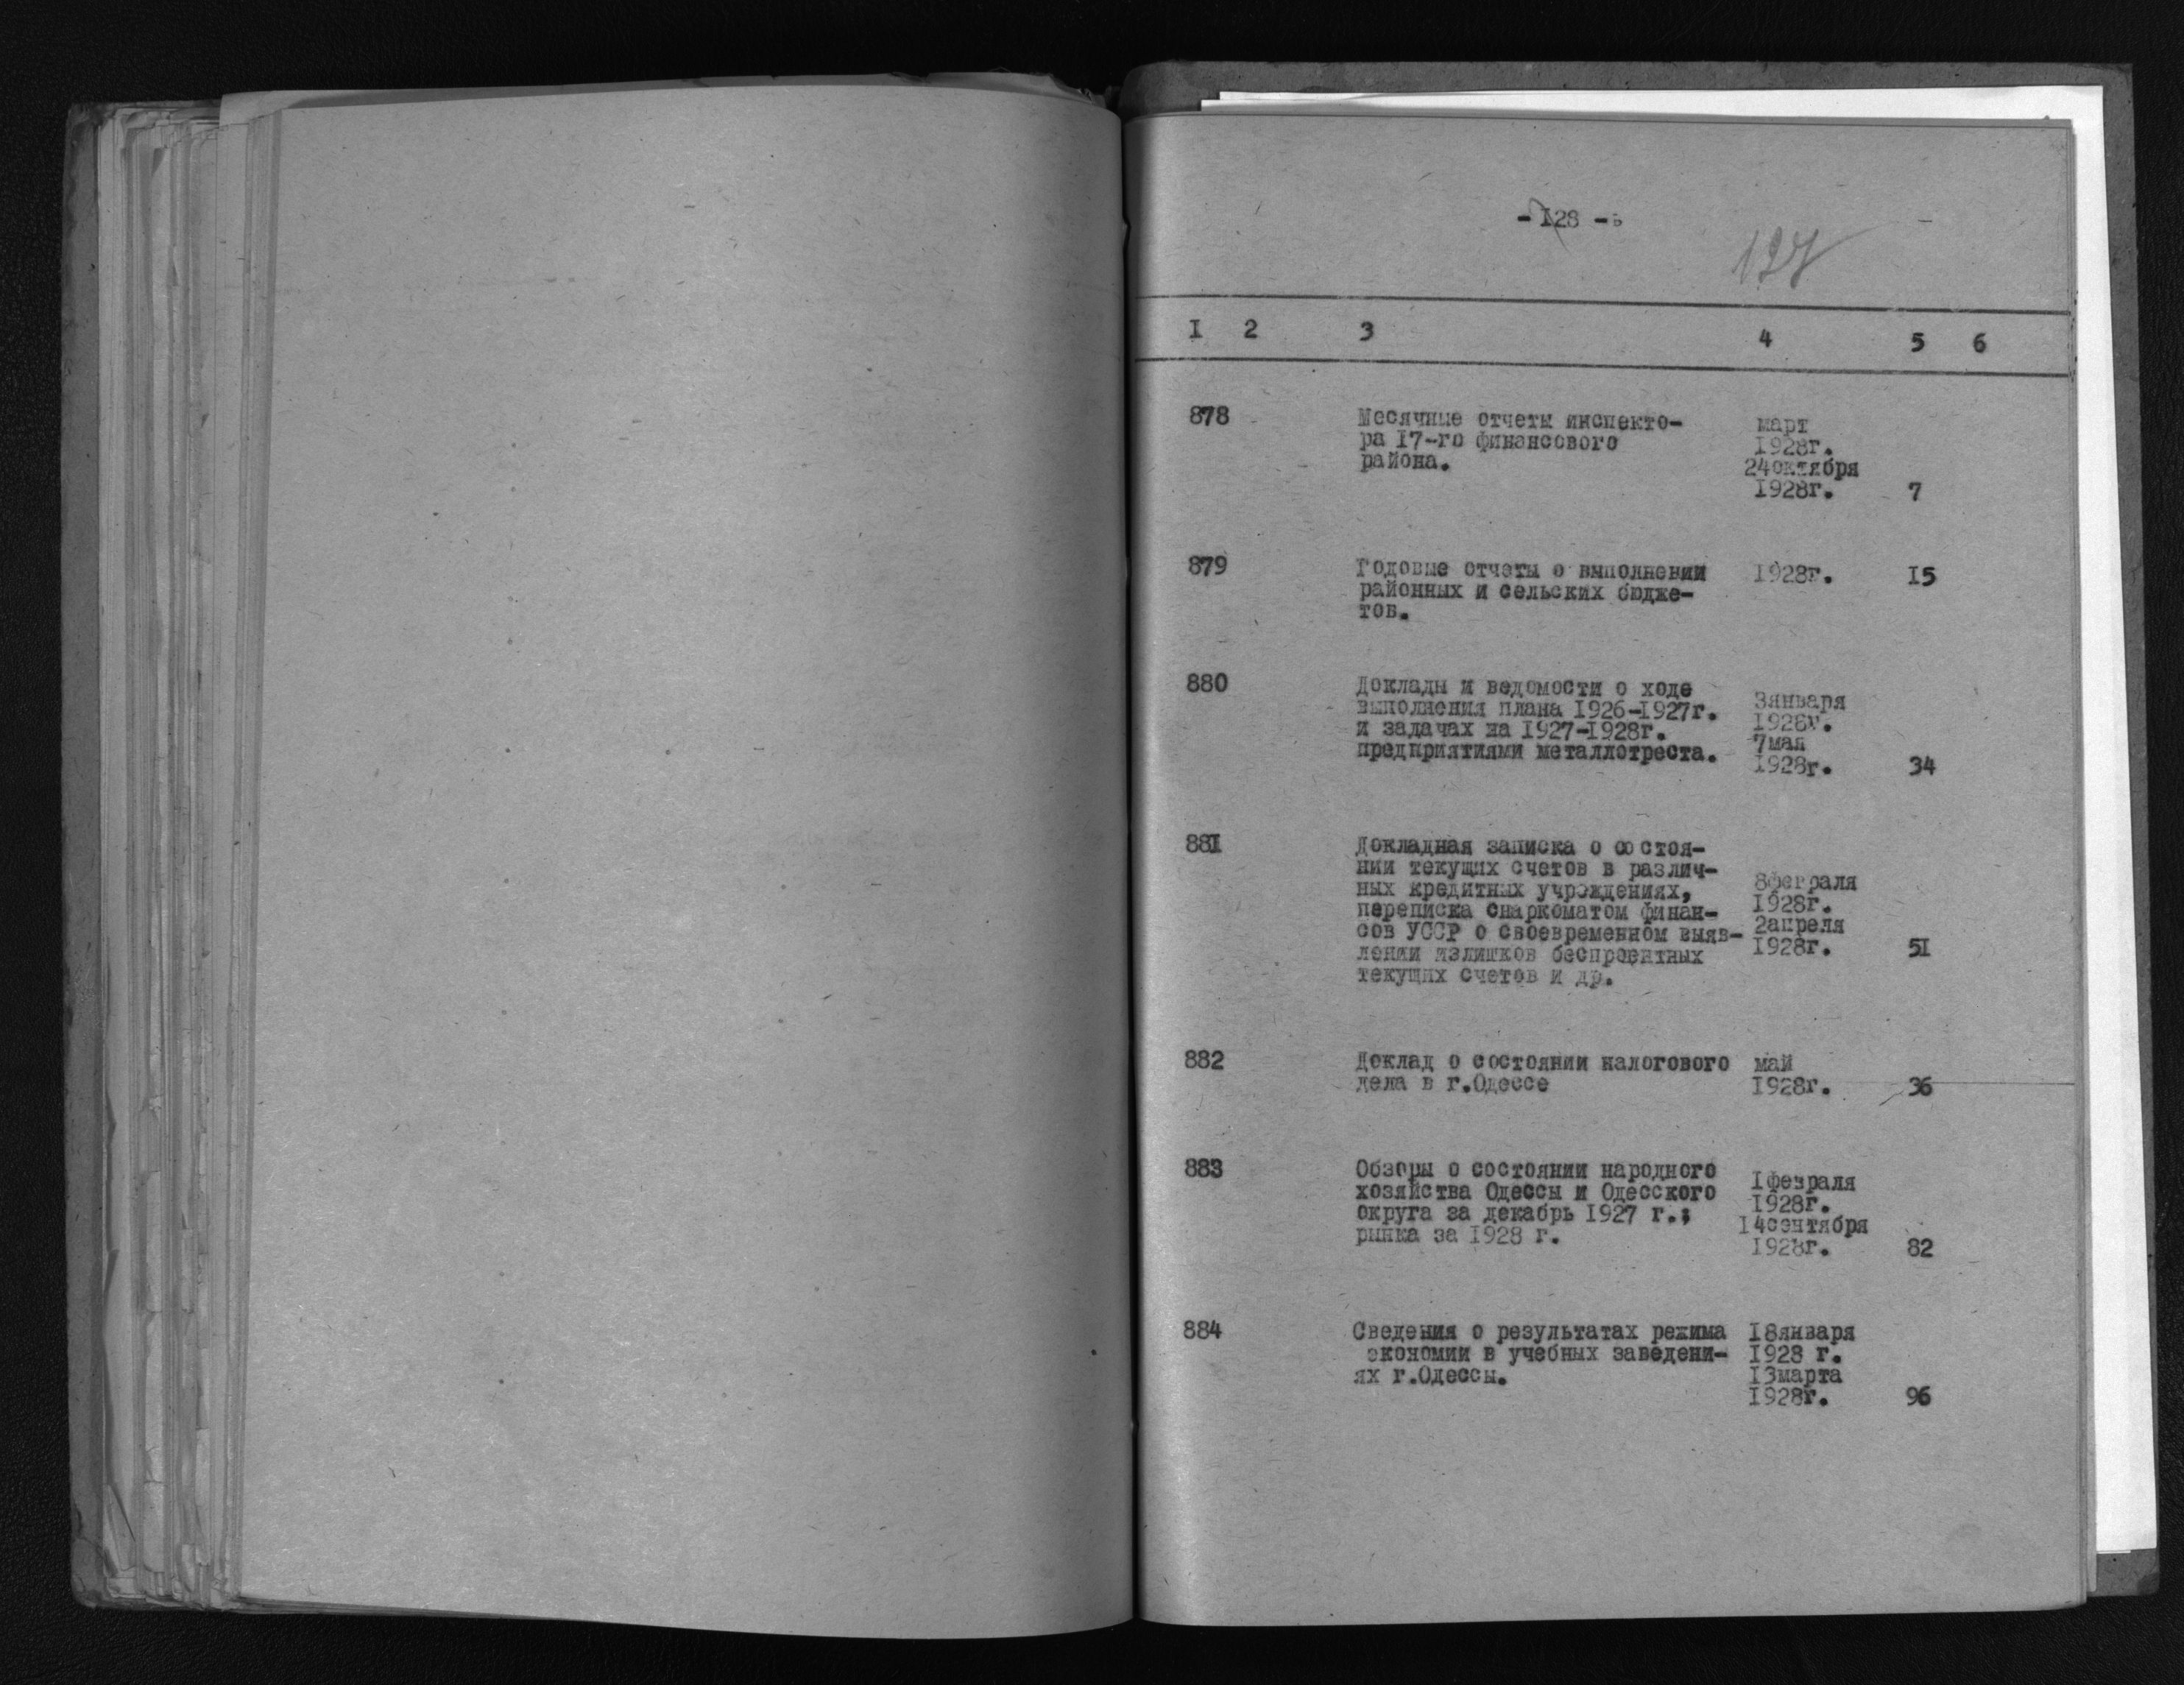 - 128 -
127
I 2 3 4 5 6
878 Месячные отчеты инспекто- март
ра I7-го финансового I928г.
района. 24октября
I928г. 7
879 Годовые отчеты о выполнении I928г. I5
районных и сельских бюдже-
тов.
880 Доклады и ведомости о ходе 3января
выполнения плана I926-I927г. I928г.
и задачах на I927-I928г. 7мая
предприятиями металлотреста. I928г. 34
88I Докладная записка о состоя-
нии текущих счетов в различ-
ных кредитных учреждениях, 8февраля
переписка снаркоматом финан- I928г.
сов УССР о своевременном выяв- 2апреля
лении излишков беспроцентных I928г. 5I
текущих счетов и др.
882 Доклад о состоянии налогового май
дела в г.Одессе I928г. 36
883 Обзоры о состоянии народного Iфевраля
хозяйства Одессы и Одесского I928г.
округа за декабрь I927 г.; I4сентября
рынка за I928 г. I928г. 82
884 Сведения о результатах режима I8января
экономии в учебных заведени- I928 г.
ях г.Одессы. I3марта
I928г. 96